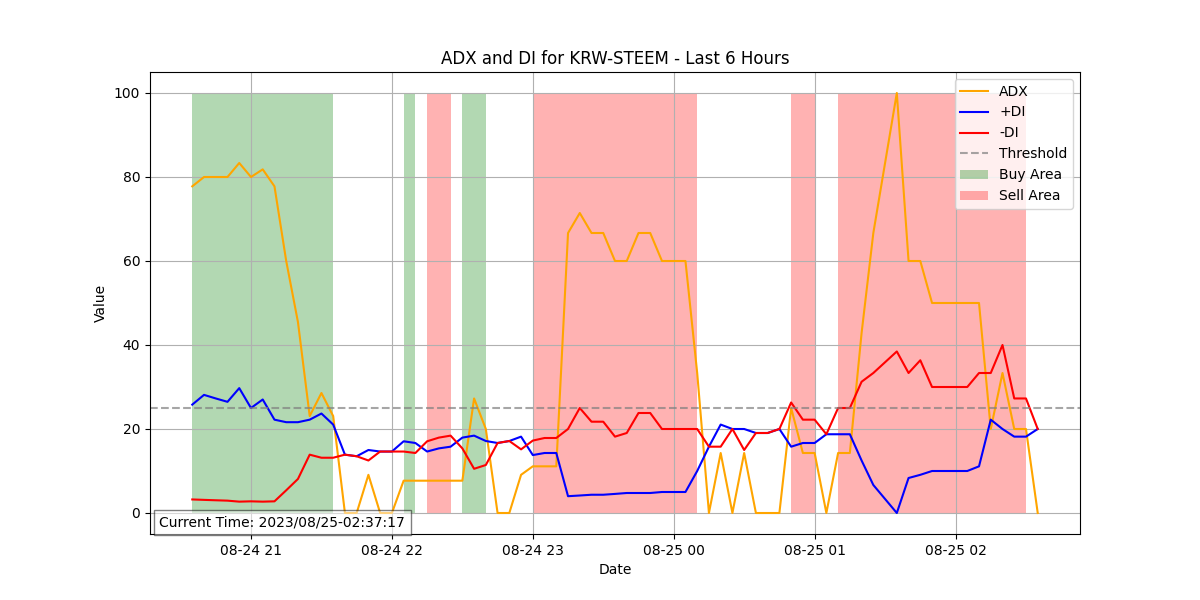 ADX and DI for KRW-STEEM - Last 6 Hours
100
80
60
40
20
0
Value
ADX
+DI
-DI
Threshold
Buy Area
Sell Area
Current Time: 2023/08/25-02:37:17
08-24 21
08-24 22
08-24 23
08-25 00
08-25 01
08-25 02
Date